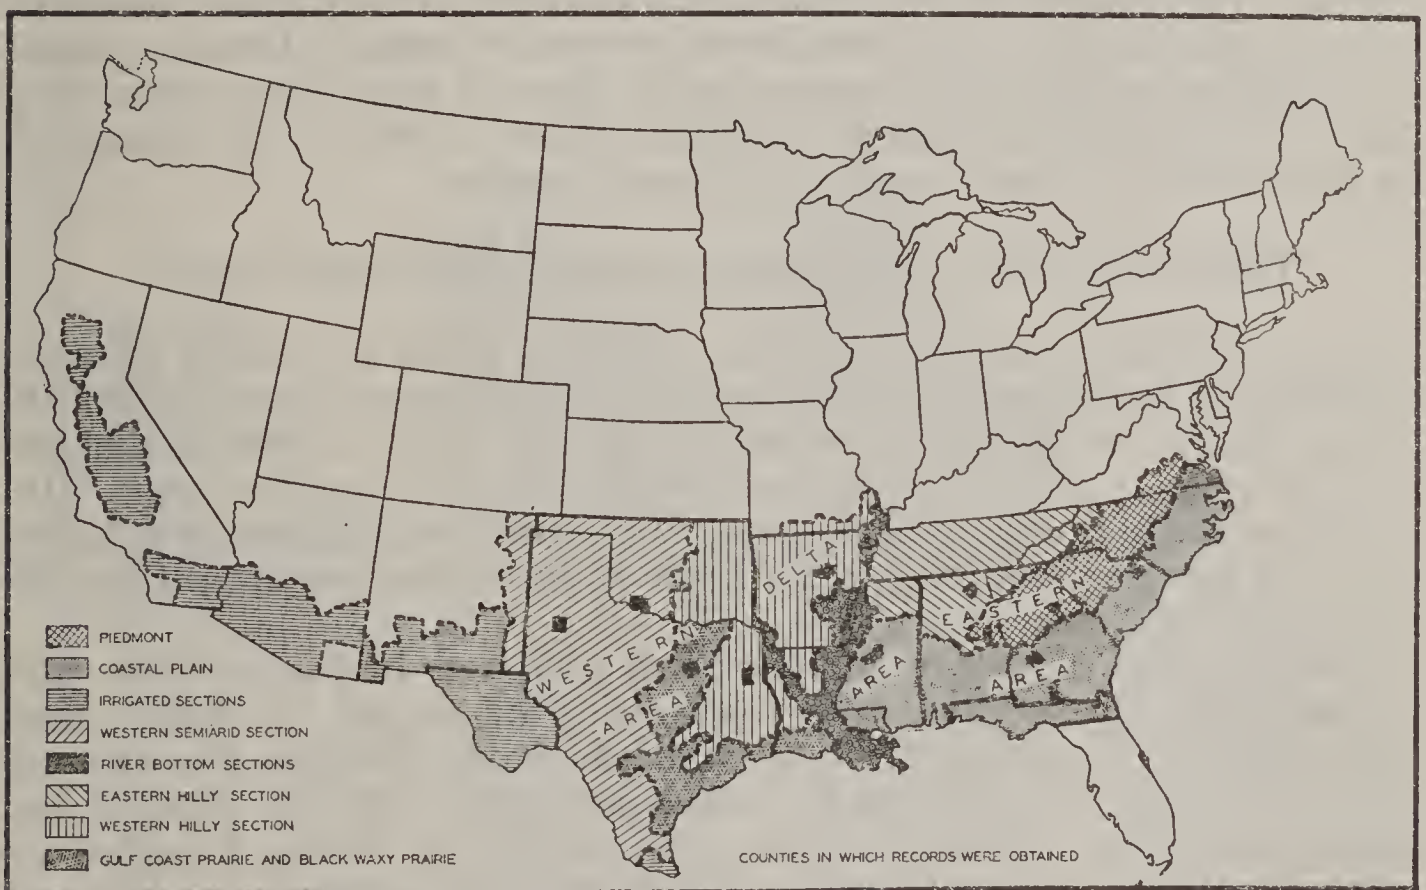 DELTA
EASTERN
WESTERN
AREA
AREA
AREA
PIEDMONT
COASTAL PLAIN
IRRIGATED SECTIONS
WESTERN SEMIARID SECTION
RIVER BOTTOM SECTIONS
EASTERN HILLY SECTION
WESTERN HILLY SECTION
GULF COAST PRAIRIE AND BLACK WAXY PRAIRIE
COUNTIES IN WHICH RECORDS WERE OBTAINED